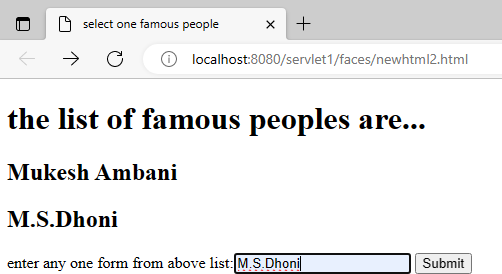 select one famous people
localhost:8080/servlet1/faces/newhtml2.html
the list of famous peoples are...
Mukesh Ambani
M.S.Dhoni
enter any one form from above list: M.S.Dhoni Submit